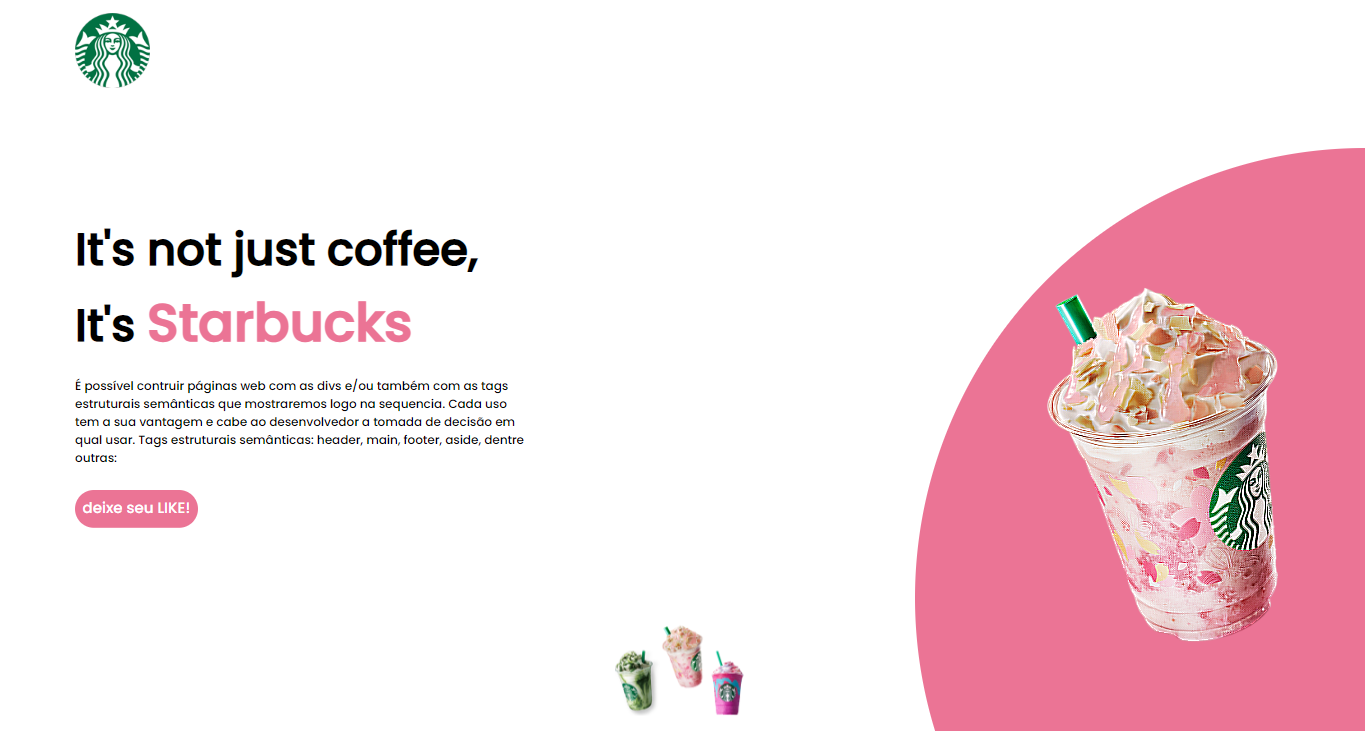 It's not just coffee,
It's Starbucks
É possível contruir páginas web com as divs e/ou também com as tags
estruturais semânticas que mostraremos logo na sequencia. Cada uso
tem a sua vantagem e cabe ao desenvolvedor a tomada de decisão em
qual usar. Tags estruturais semânticas: header, main, footer, aside, dentre
outras:
deixe seu LIKE!